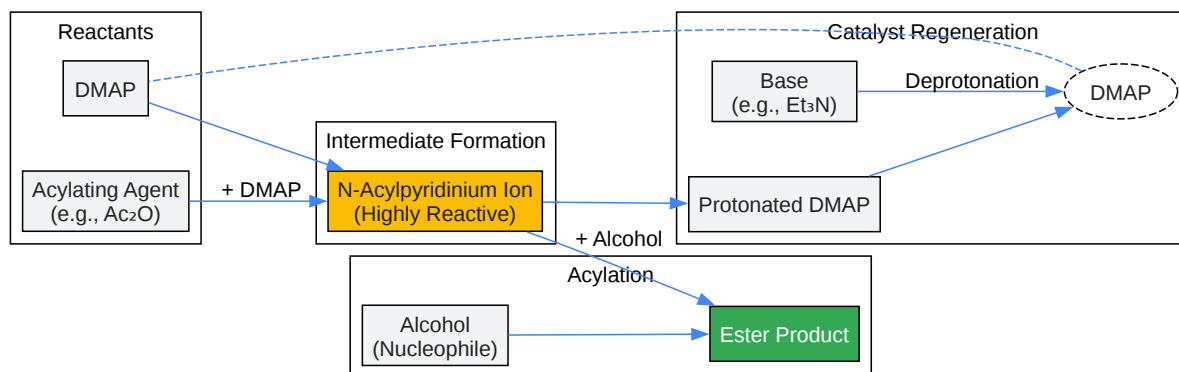 Reactants
DMAP
Acylating Agent
(e.g., Ac₂O)
+ DMAP
Intermediate Formation
N-Acylpyridinium Ion
(Highly Reactive)
Catalyst Regeneration
Base
(e.g., Et₃N)
Deprotonation
DMAP
Protonated DMAP
+ Alcohol
Acylation
Alcohol
(Nucleophile)
Ester Product